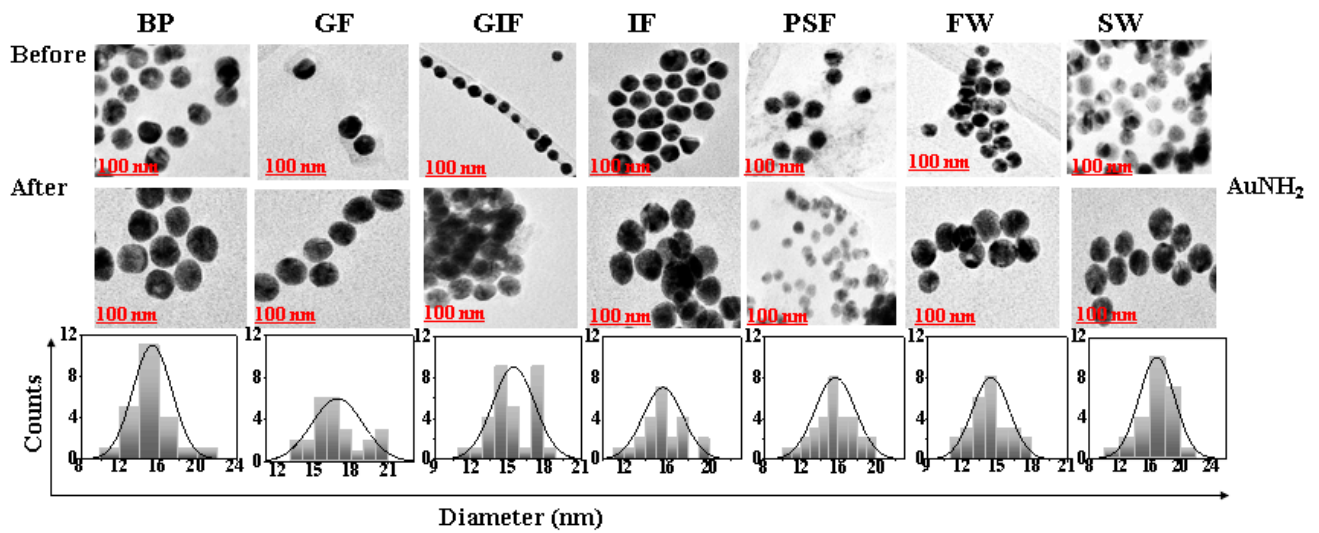 BP GF GIF IF PSF FW SW
Before
100 nm 100 nm 100 nm 100 nm 100 nm 100 nm 100 nm
After
AuNH2
100 nm 100 nm 100 nm 100 nm 100 nm 100 nm 100 nm
12 12 12 12 12 12 12
8 8 8 8 8 8 8
4 4 4 4 4 4 4
0 0 0 0 0 0 0
8 12 16 20 24 12 15 18 21 9 12 15 18 21 12 16 20 8 12 16 20 9 12 15 18 21 8 12 16 20 24
Counts
Diameter (nm)